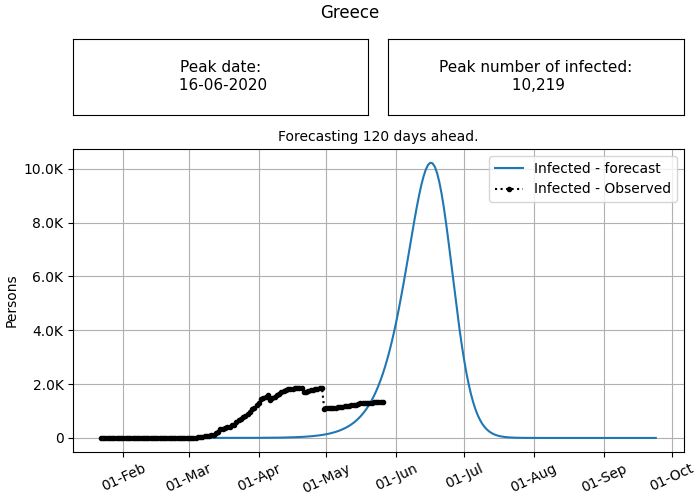 Greece
Peak date:
16-06-2020
Peak number of infected:
10,219
Forecasting 120 days ahead.
Infected - forecast
Infected - Observed
Persons
10.0K
8.0K
6.0K
4.0K
2.0K
0
01-Feb
01-Mar
01-Apr
01-May
01-Jun
01-Jul
01-Aug
01-Sep
01-Oct